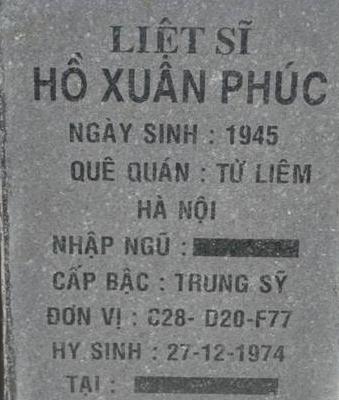 LIỆT SĨ
HỒ XUÂN PHÚC
NGÀY SINH : 1945
QUÊ QUÁN : TỪ LIÊM
HÀ NỘI
NHẬP NGŨ :
CẤP BẬC : TRUNG SỸ
ĐƠN VỊ : C28- D20-F77
HY SINH : 27-12-1974
TẠI :